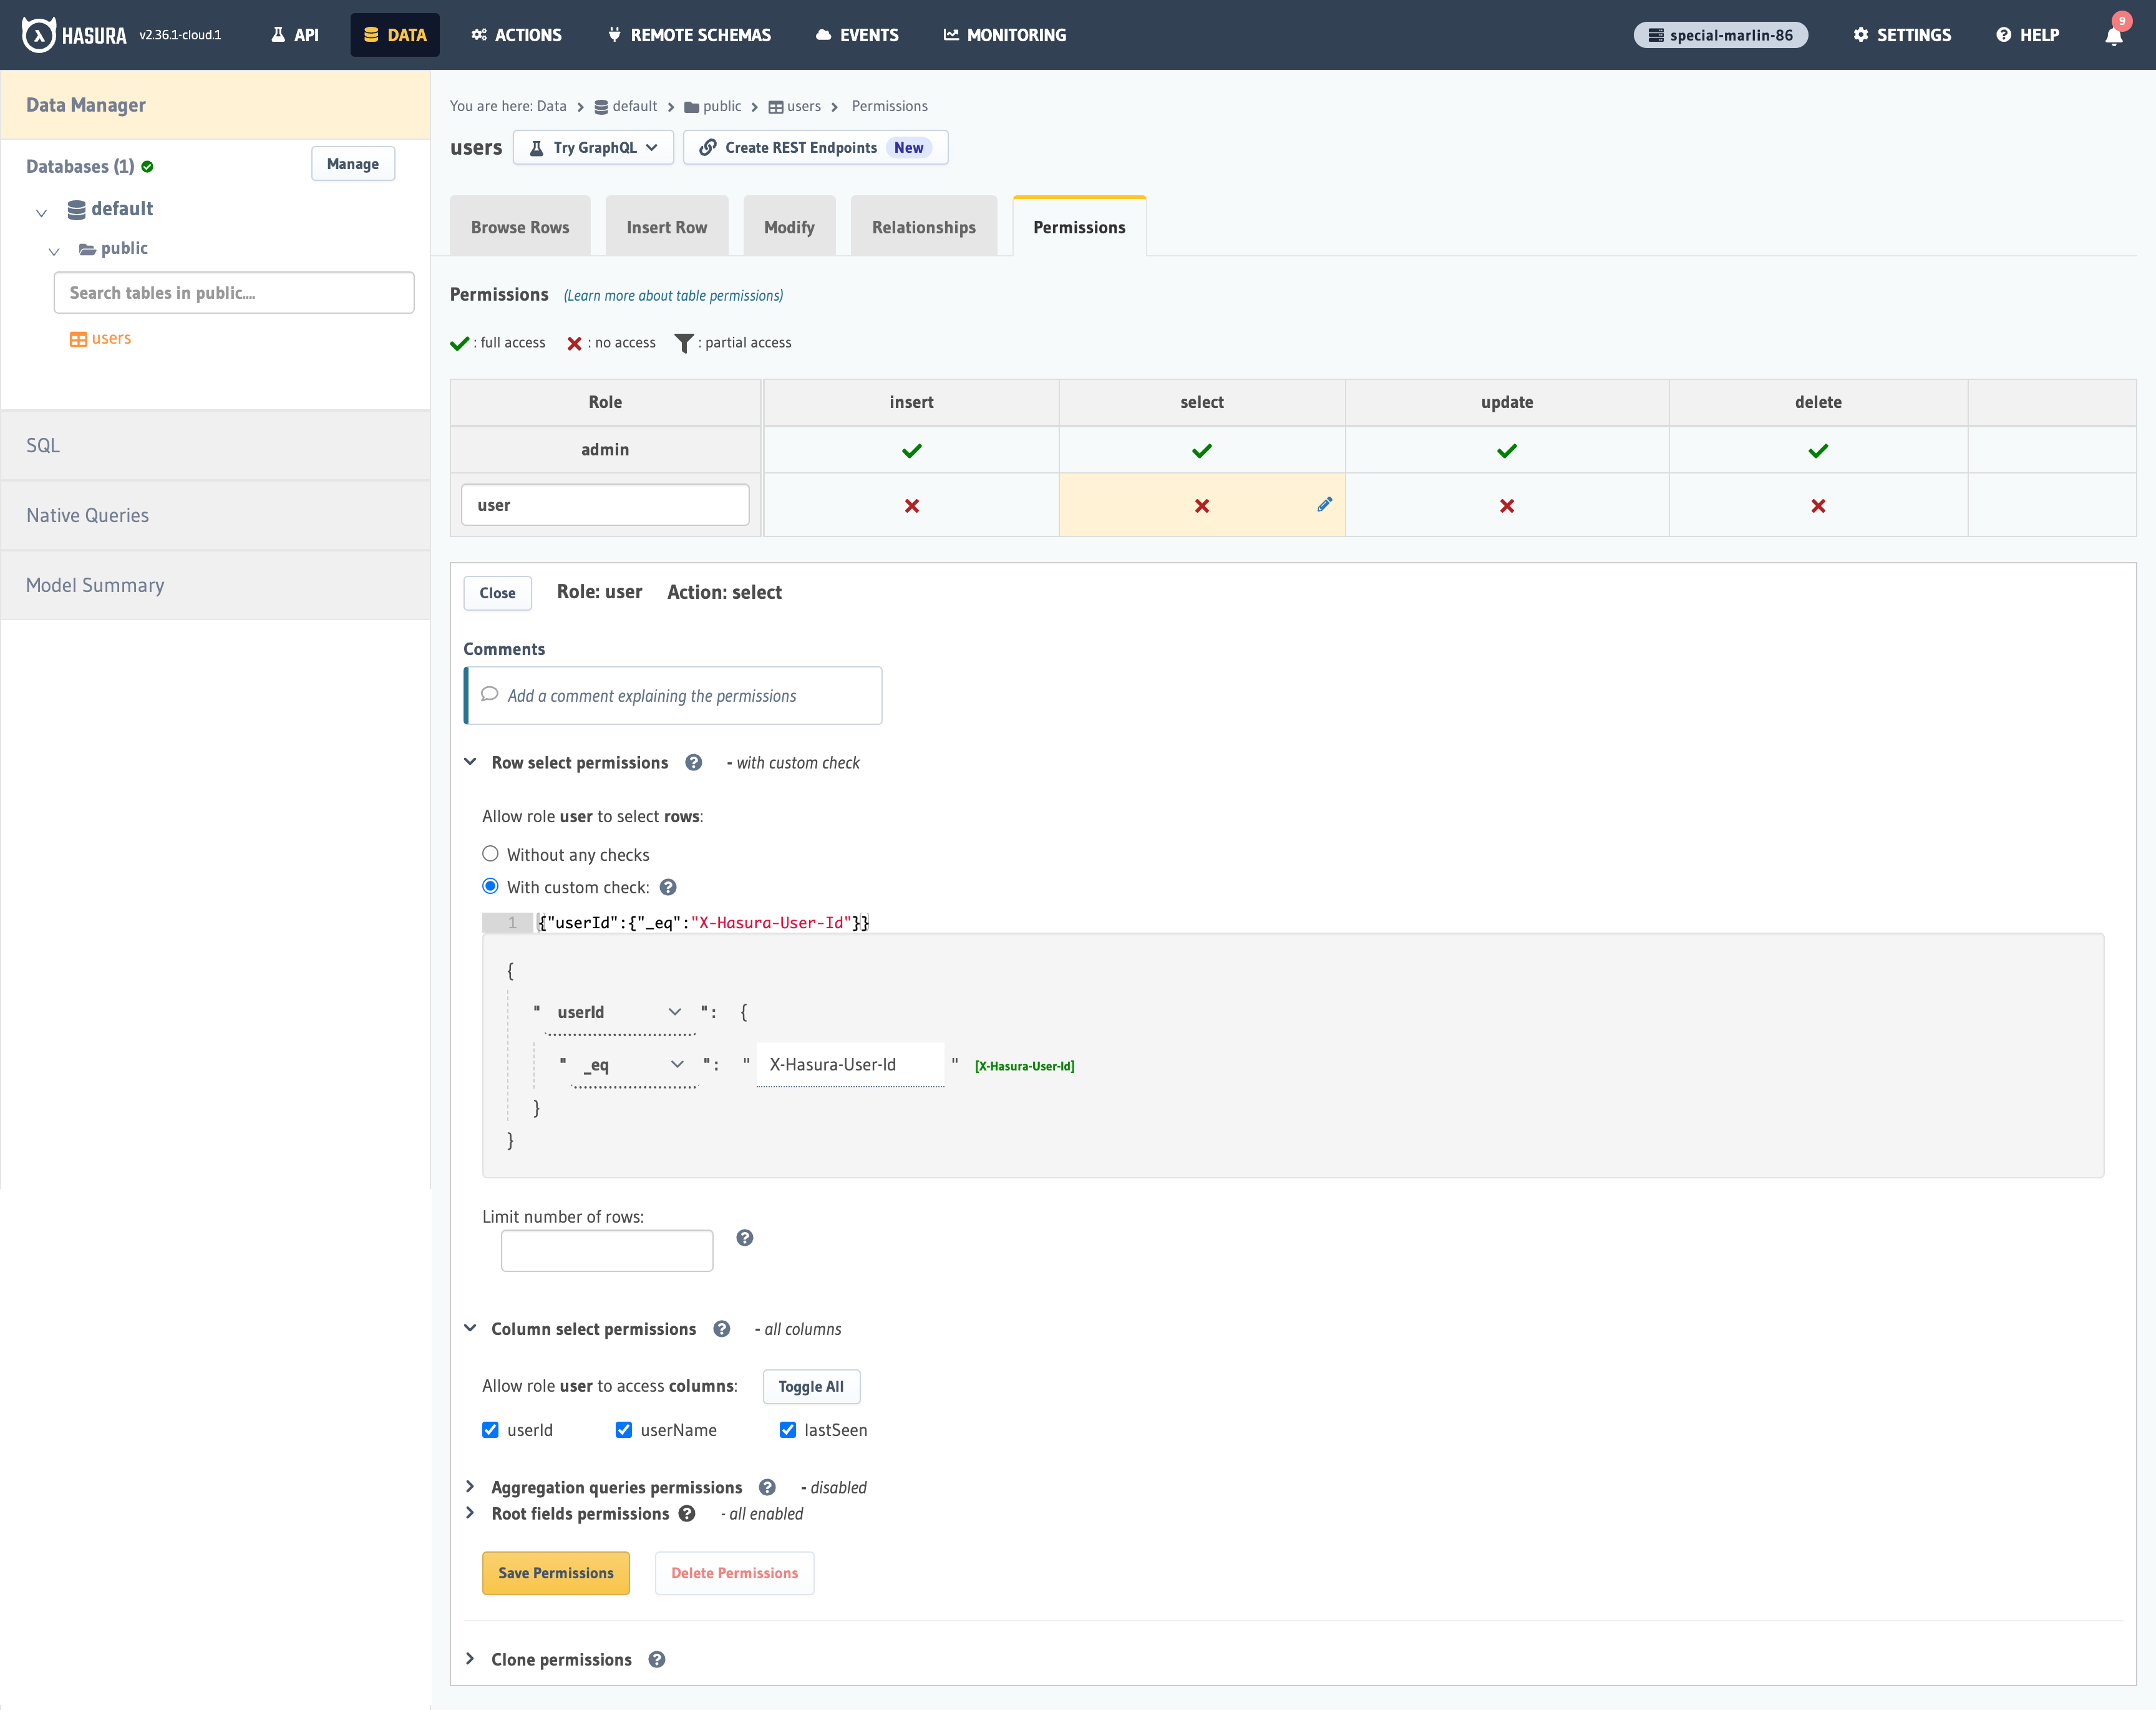 HASURA v2.36.1-cloud.1 API DATA ACTIONS REMOTE SCHEMAS EVENTS MONITORING special-marlin-86 SETTINGS HELP 9
Data Manager
Databases (1) Manage
default
public
Search tables in public....
users
SQL
Native Queries
Model Summary
You are here: Data > default > public > users > Permissions
users Try GraphQL Create REST Endpoints New
Browse Rows Insert Row Modify Relationships Permissions
Permissions (Learn more about table permissions)
: full access : no access : partial access
Role insert select update delete
admin
user
Close Role: user Action: select
Comments
Add a comment explaining the permissions
Row select permissions ? - with custom check
Allow role user to select rows:
Without any checks
With custom check: ?
1 {"userId":{"_eq":"X-Hasura-User-Id"}}
{
" userId ": {
" _eq ": " X-Hasura-User-Id " [X-Hasura-User-Id]
}
}
Limit number of rows:
?
Column select permissions ? - all columns
Allow role user to access columns: Toggle All
userId userName lastSeen
Aggregation queries permissions ? - disabled
Root fields permissions ? - all enabled
Save Permissions Delete Permissions
Clone permissions ?